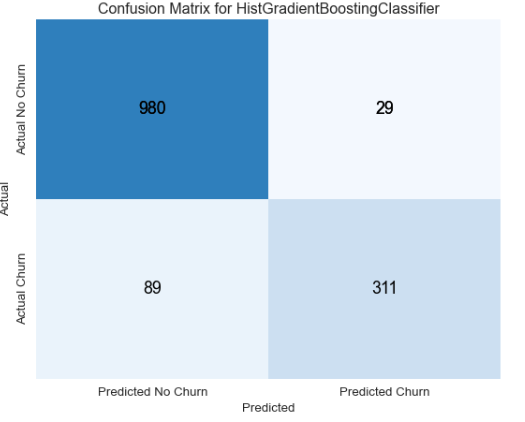 Confusion Matrix for HistGradientBoostingClassifier
Actual
Actual No Churn
980
29
Actual Churn
89
311
Predicted No Churn
Predicted Churn
Predicted